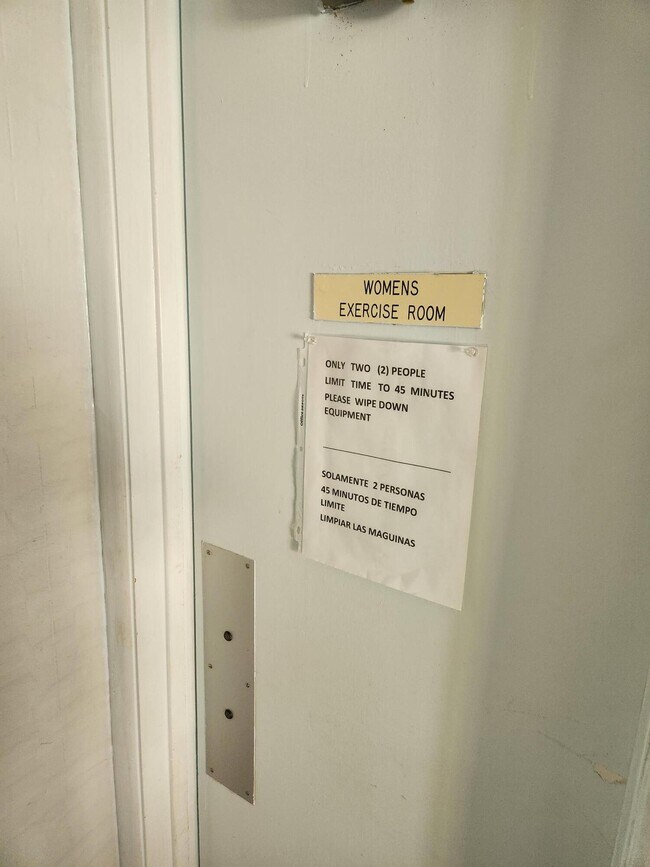 WOMENS
EXERCISE ROOM
ONLY TWO (2) PEOPLE
LIMIT TIME TO 45 MINUTES
PLEASE WIPE DOWN
EQUIPMENT
SOLAMENTE 2 PERSONAS
45 MINUTOS DE TIEMPO
LIMITE
LIMPIAR LAS MAGUINAS